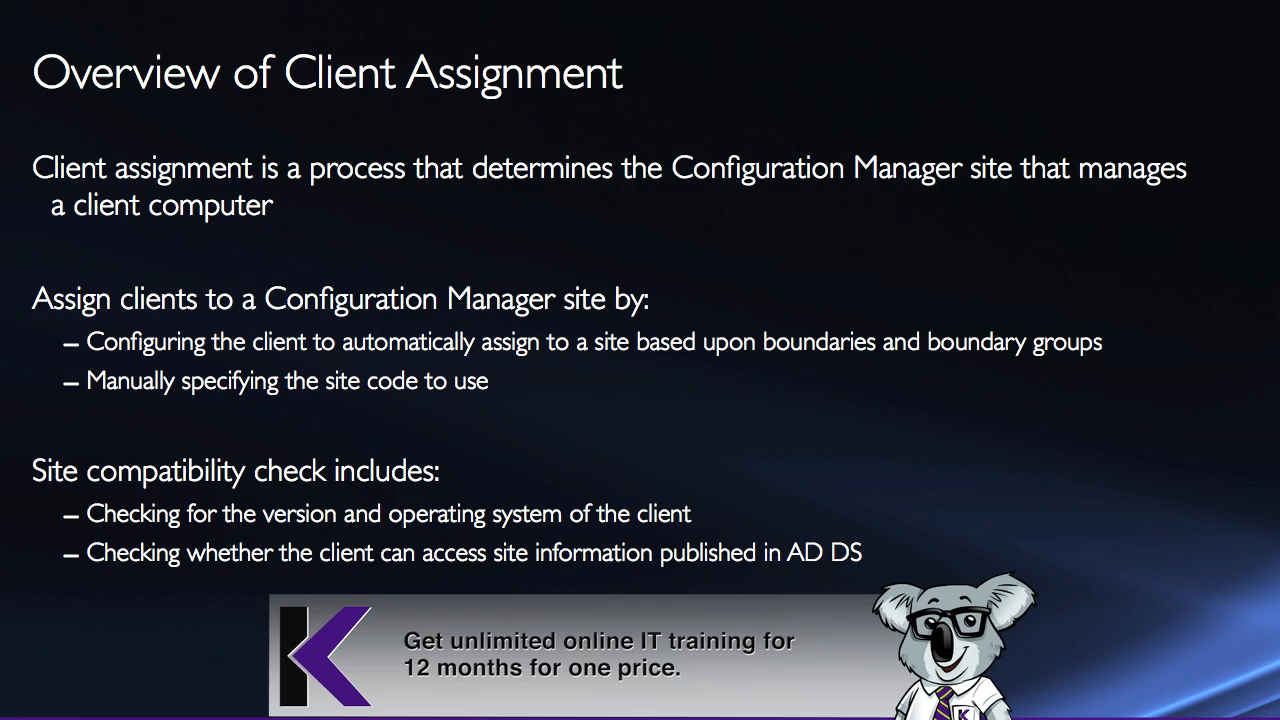 Overview of Client Assignment
Client assignment is a process that determines the Configuration Manager site that manages
a client computer
Assign clients to a Configuration Manager site by:
– Configuring the client to automatically assign to a site based upon boundaries and boundary groups
– Manually specifying the site code to use
Site compatibility check includes:
– Checking for the version and operating system of the client
– Checking whether the client can access site information published in AD DS
K
Get unlimited online IT training for
12 months for one price.
K